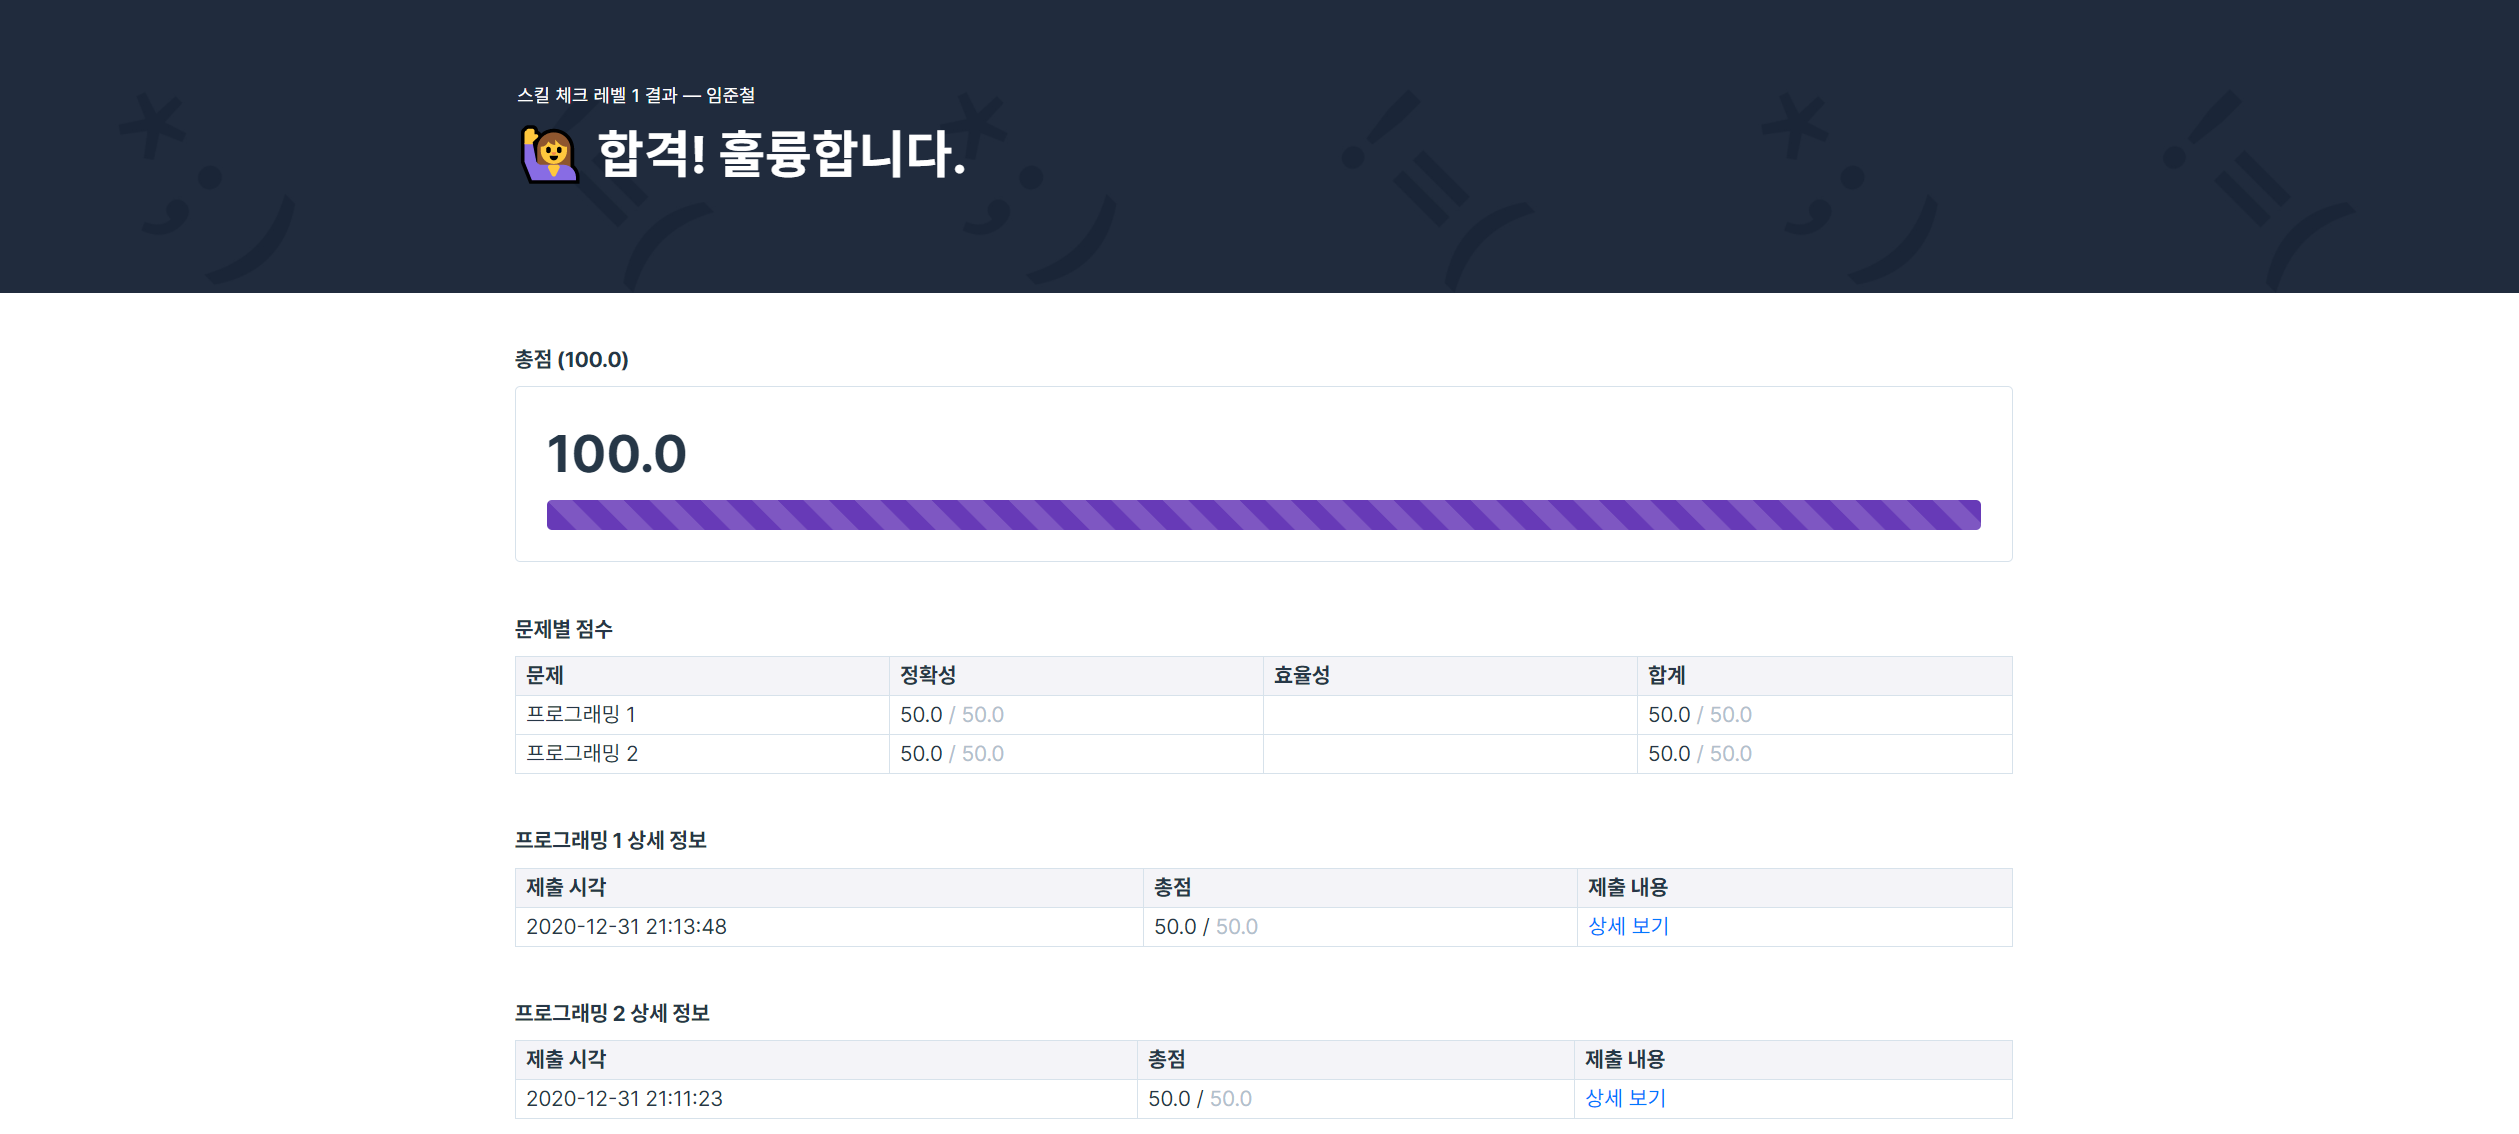 스킬 체크 레벨 1 결과 — 임준철
합격! 훌륭합니다.
총점 (100.0)
100.0
문제별 점수
문제 정확성 효율성 합계
프로그래밍 1 50.0 / 50.0 50.0 / 50.0
프로그래밍 2 50.0 / 50.0 50.0 / 50.0
프로그래밍 1 상세 정보
제출 시각 총점 제출 내용
2020-12-31 21:13:48 50.0 / 50.0 상세 보기
프로그래밍 2 상세 정보
제출 시각 총점 제출 내용
2020-12-31 21:11:23 50.0 / 50.0 상세 보기